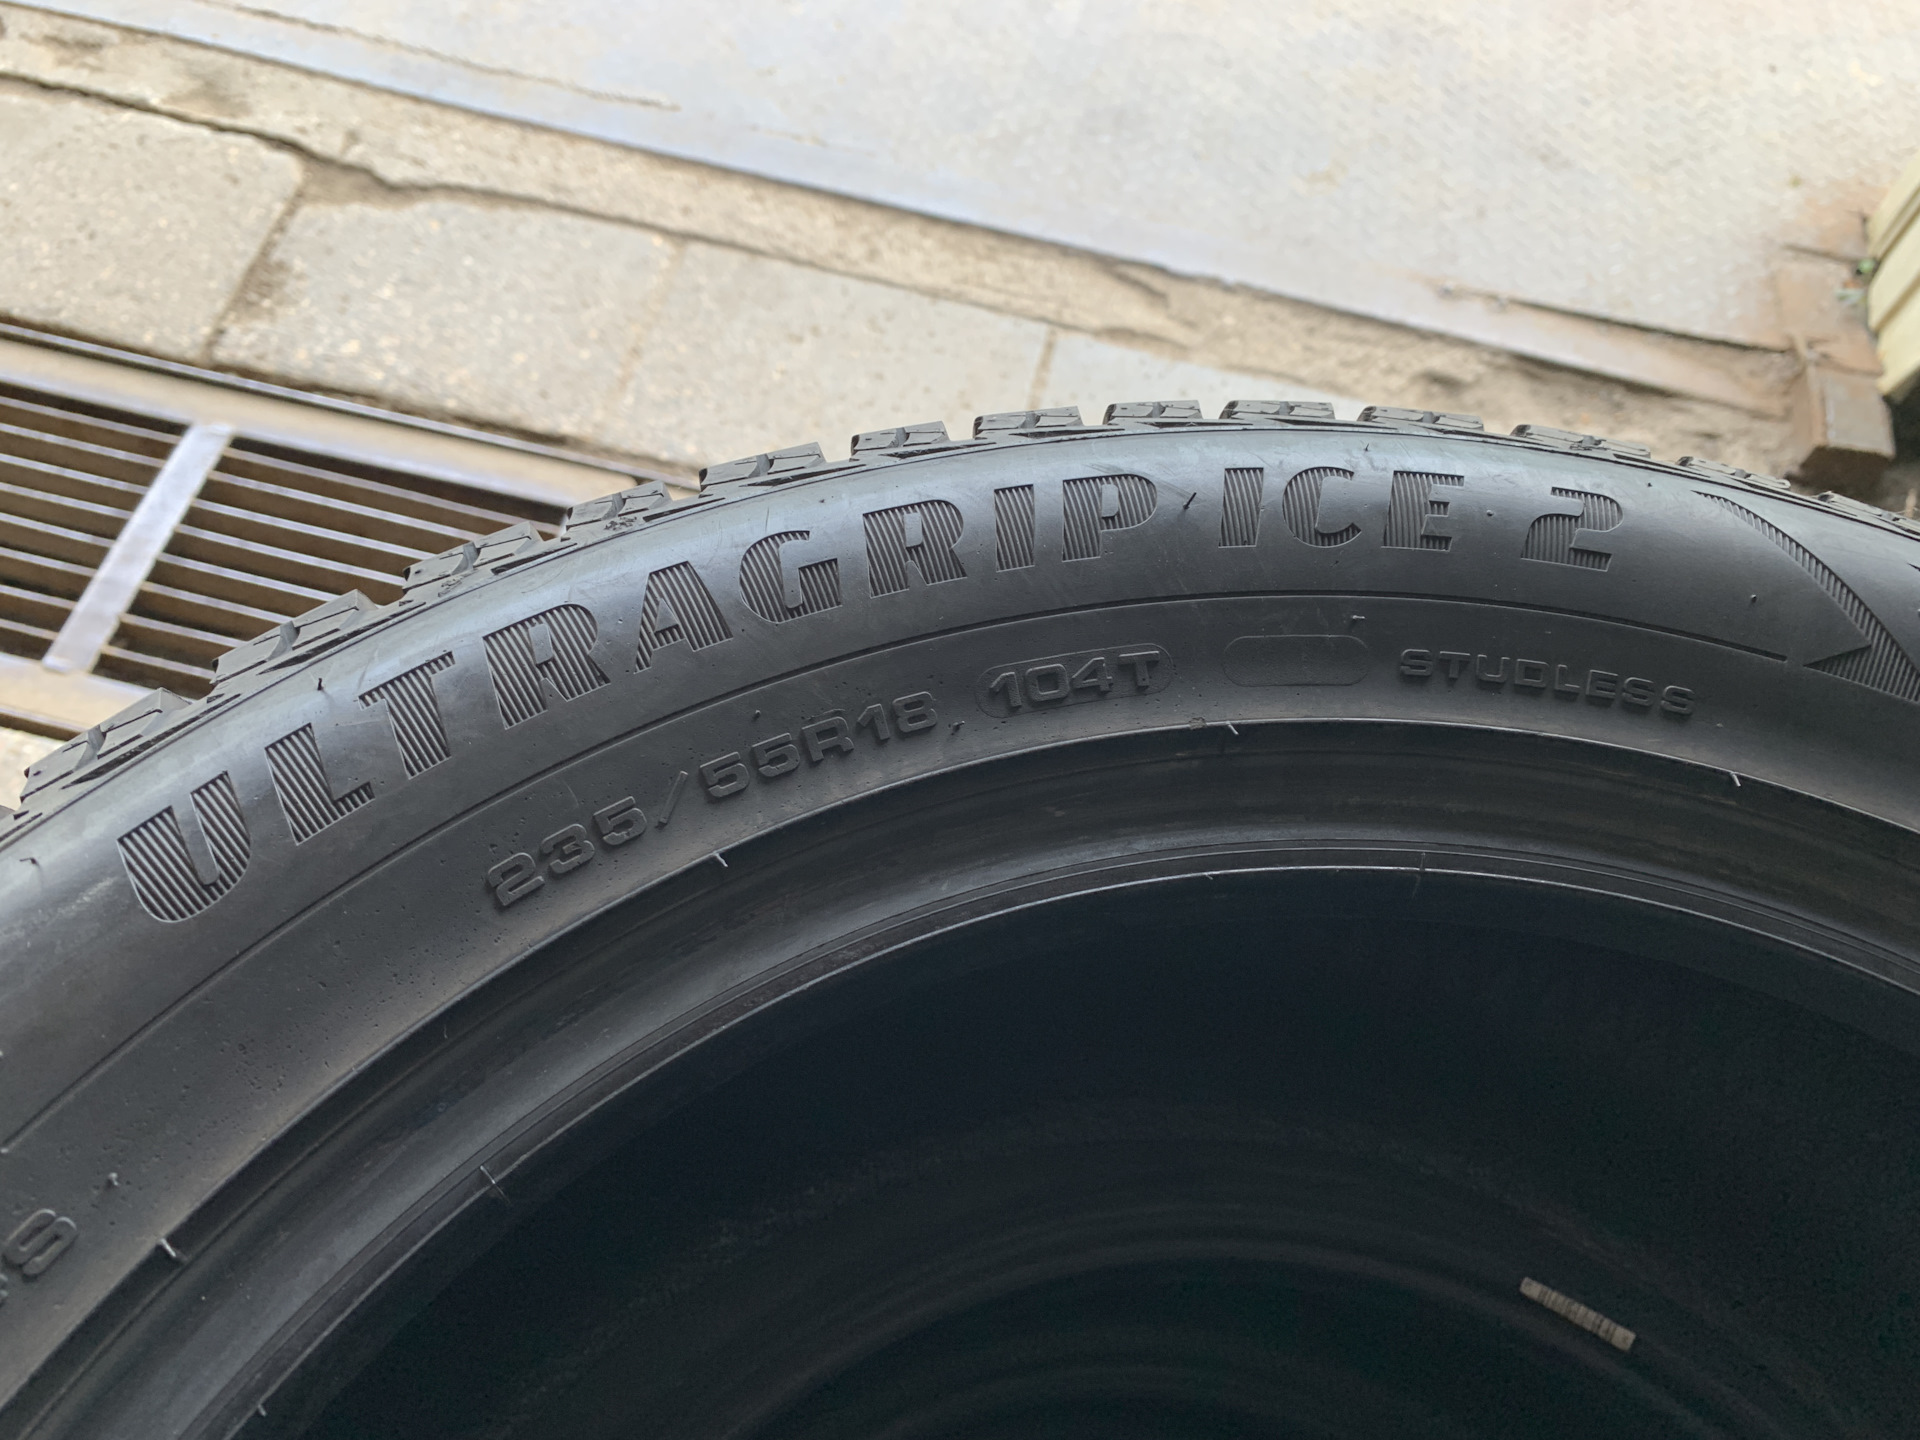 ULTRAGRIP ICE 2
235/55R18 104T STUDLESS